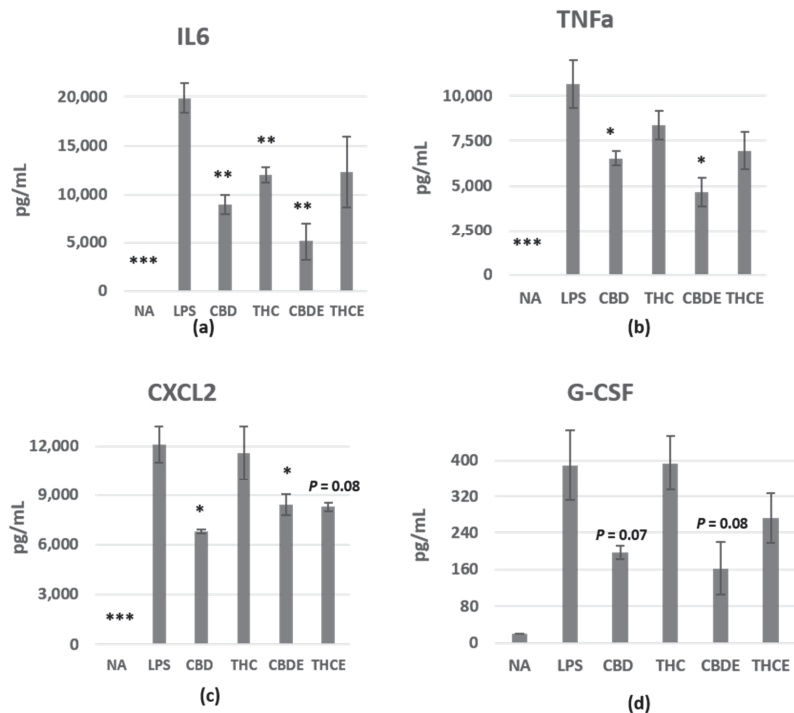 IL6
20,000
15,000
10,000
5,000
0
pg/mL
***
**
**
**
NA LPS CBD THC CBDE THCE
(a)
TNFa
10,000
7,500
5,000
2,500
0
pg/mL
***
*
*
NA LPS CBD THC CBDE THCE
(b)
CXCL2
12,000
9,000
6,000
3,000
0
pg/mL
***
*
*
P = 0.08
NA LPS CBD THC CBDE THCE
(c)
G-CSF
400
320
240
160
80
0
pg/mL
P = 0.07
P = 0.08
NA LPS CBD THC CBDE THCE
(d)